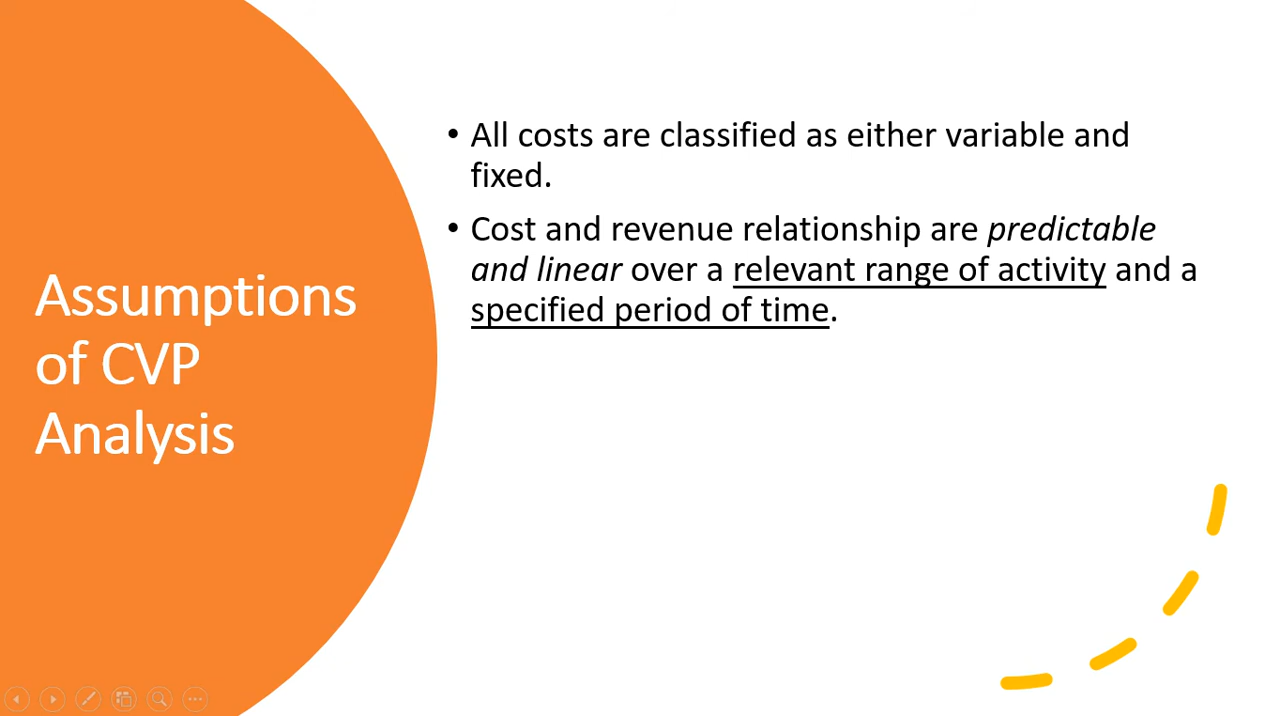 Assumptions
of CVP
Analysis
• All costs are classified as either variable and
fixed.
• Cost and revenue relationship are predictable
and linear over a relevant range of activity and a
specified period of time.